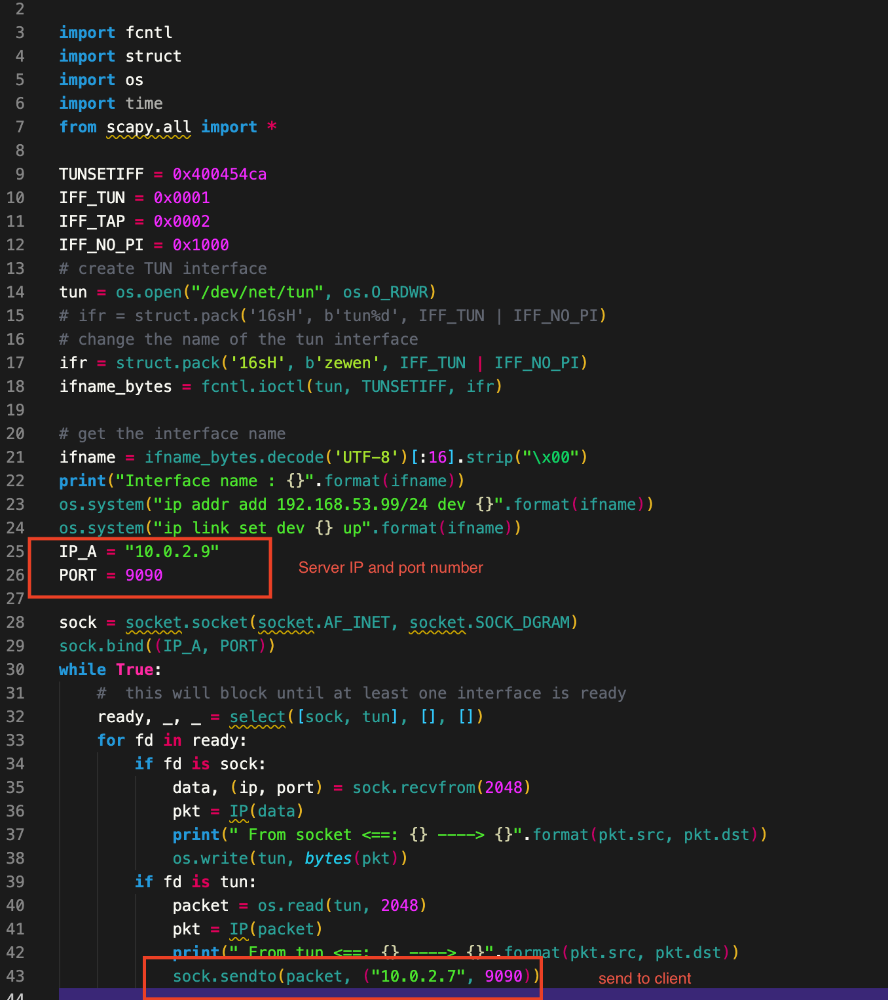 2
3 import fcntl
4 import struct
5 import os
6 import time
7 from scapy.all import *
8
9 TUNSETIFF = 0x400454ca
10 IFF_TUN = 0x0001
11 IFF_TAP = 0x0002
12 IFF_NO_PI = 0x1000
13 # create TUN interface
14 tun = os.open("/dev/net/tun", os.O_RDWR)
15 # ifr = struct.pack('16sH', b'tun%d', IFF_TUN | IFF_NO_PI)
16 # change the name of the tun interface
17 ifr = struct.pack('16sH', b'zewen', IFF_TUN | IFF_NO_PI)
18 ifname_bytes = fcntl.ioctl(tun, TUNSETIFF, ifr)
19
20 # get the interface name
21 ifname = ifname_bytes.decode('UTF-8')[:16].strip("\x00")
22 print("Interface name : {}".format(ifname))
23 os.system("ip addr add 192.168.53.99/24 dev {}".format(ifname))
24 os.system("ip link set dev {} up".format(ifname))
25 IP_A = "10.0.2.9"
Server IP and port number
26 PORT = 9090
27
28 sock = socket.socket(socket.AF_INET, socket.SOCK_DGRAM)
29 sock.bind((IP_A, PORT))
30 while True:
31     #  this will block until at least one interface is ready
32     ready, _, _ = select([sock, tun], [], [])
33     for fd in ready:
34         if fd is sock:
35             data, (ip, port) = sock.recvfrom(2048)
36             pkt = IP(data)
37             print(" From socket <==: {} ----> {}".format(pkt.src, pkt.dst))
38             os.write(tun, bytes(pkt))
39         if fd is tun:
40             packet = os.read(tun, 2048)
41             pkt = IP(packet)
42             print(" From tun <==: {} ----> {}".format(pkt.src, pkt.dst))
43             sock.sendto(packet, ("10.0.2.7", 9090))
send to client
44